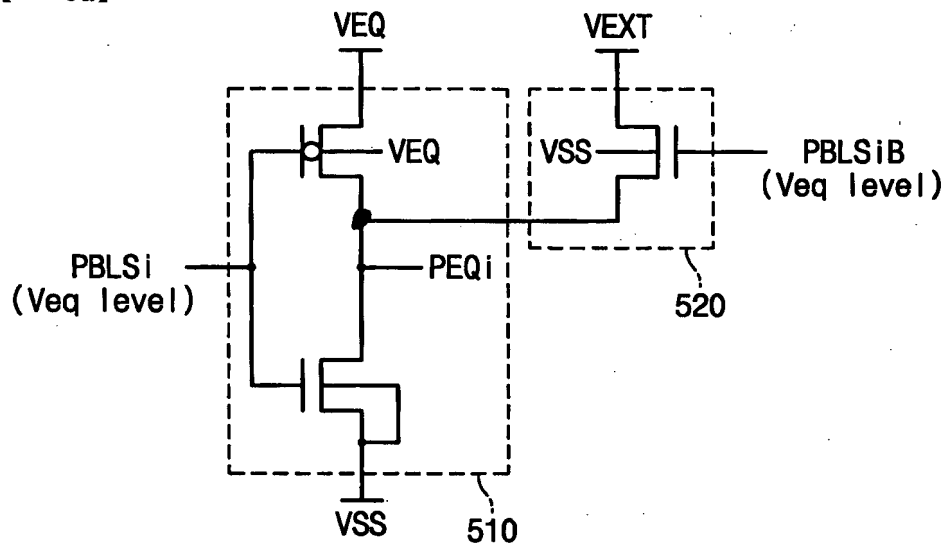 VEQ
VEXT
VEQ
VSS
PBLSiB
(Veq level)
PBLSi
(Veq level)
PEQi
520
VSS
510